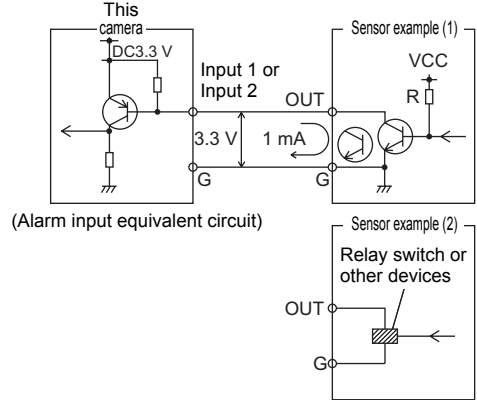 This
camera
DC3.3 V
Input 1 or
Input 2
3.3 V
G
(Alarm input equivalent circuit)
Sensor example (1)
VCC
R
OUT
1 mA
G
Sensor example (2)
Relay switch or
other devices
OUT
G